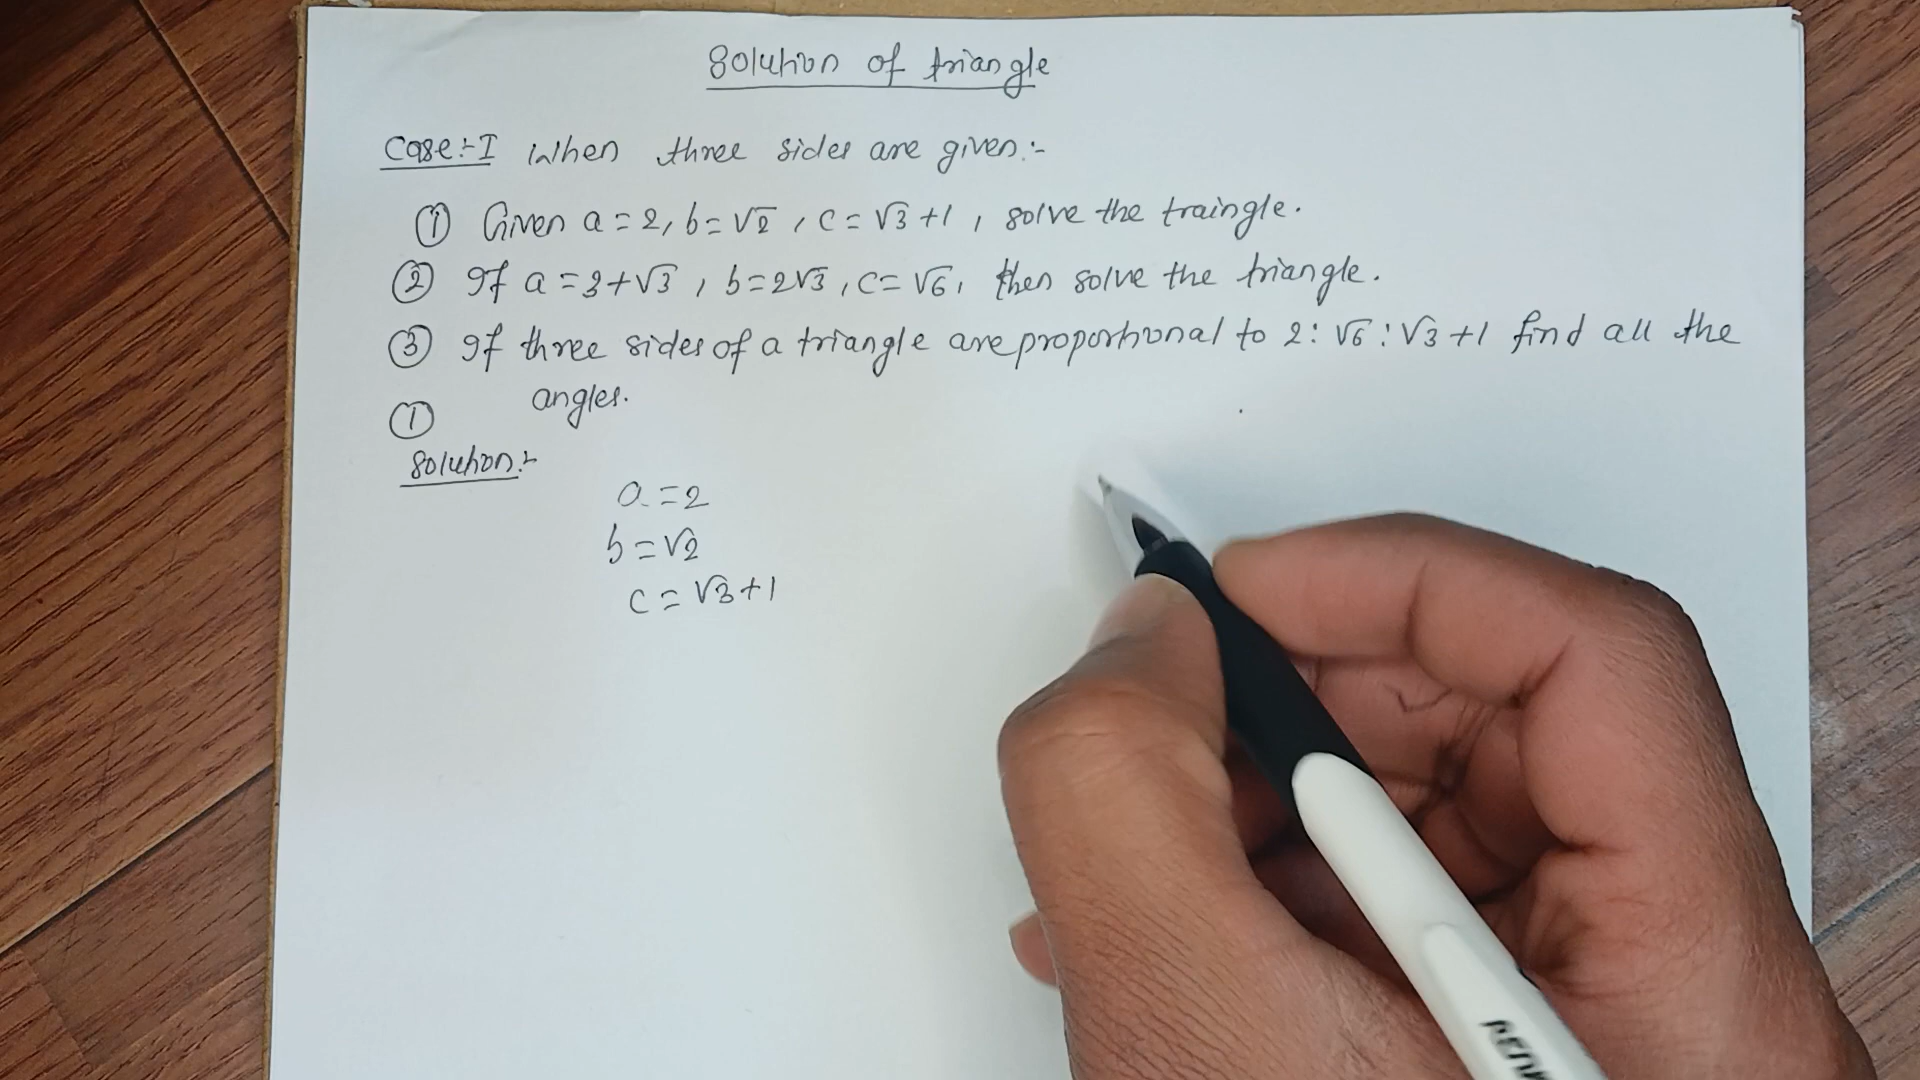 Solution of triangle
Case:-I When three sides are given:-
① Given a = 2, b = √2, c = √3 + 1, solve the traingle.
② If a = 3+√3, b = 2√3, c = √6, then solve the triangle.
③ If three sides of a triangle are proportional to 2 : √6 : √3 + 1 find all the
angles.
①
Solution:-
a = 2
b = √2
c = √3 + 1